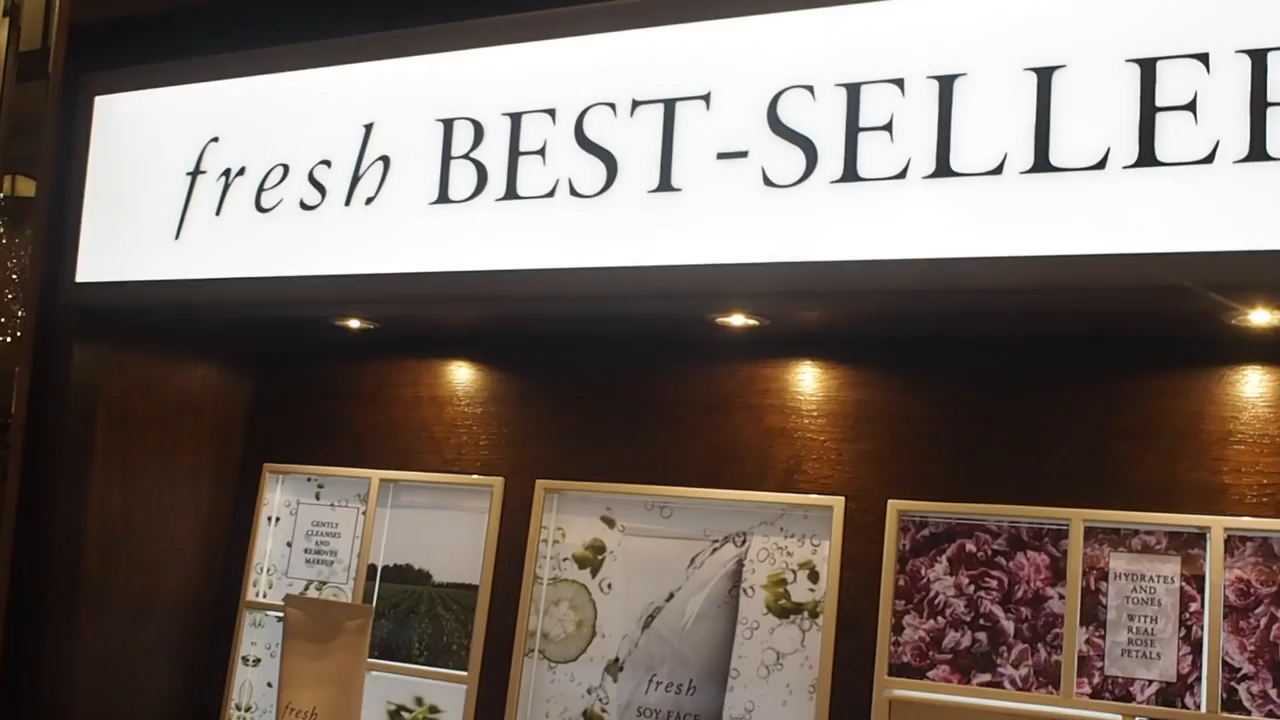 fresh BEST-SELLE
GENTLY
CLEANSES
AND
REMOVES
MAKEUP
fresh
fresh
SOY FACE
HYDRATES
AND
TONES
WITH
REAL
ROSE
PETALS